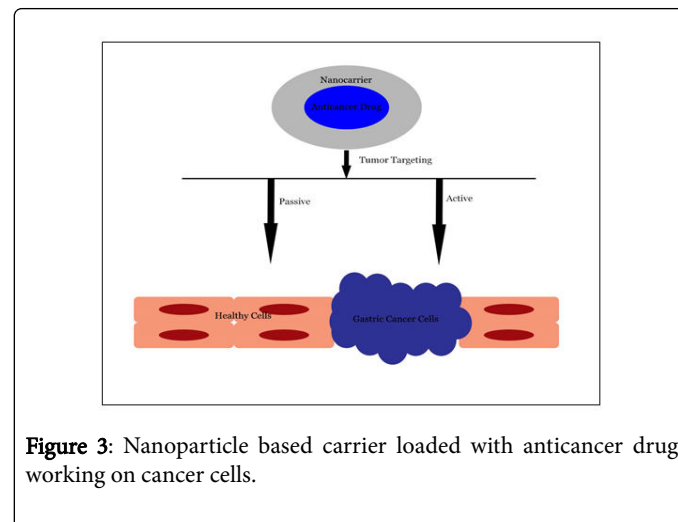 Nanocarrier
Anticancer Drug
Tumor Targeting
Passive
Active
Healthy Cells
Gastric Cancer Cells
Figure 3: Nanoparticle based carrier loaded with anticancer drug
working on cancer cells.